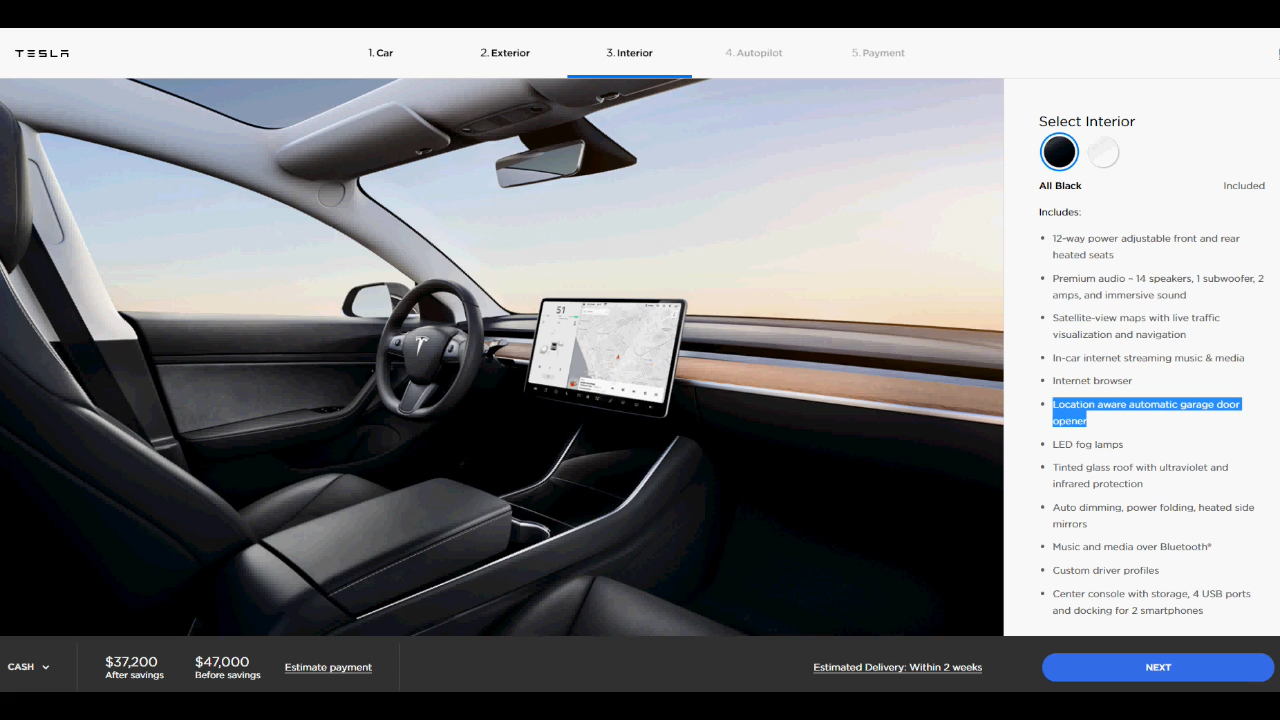 TESLA
1. Car
2. Exterior
3. Interior
4. Autopilot
5. Payment
Select Interior
All Black
Included
Includes:
12-way power adjustable front and rear
heated seats
Premium audio – 14 speakers, 1 subwoofer, 2
amps, and immersive sound
Satellite-view maps with live traffic
visualization and navigation
In-car internet streaming music & media
Internet browser
Location aware automatic garage door
opener
LED fog lamps
Tinted glass roof with ultraviolet and
infrared protection
Auto dimming, power folding, heated side
mirrors
Music and media over Bluetooth®
Custom driver profiles
Center console with storage, 4 USB ports
and docking for 2 smartphones
51
CASH
$37,200
After savings
$47,000
Before savings
Estimate payment
Estimated Delivery: Within 2 weeks
NEXT